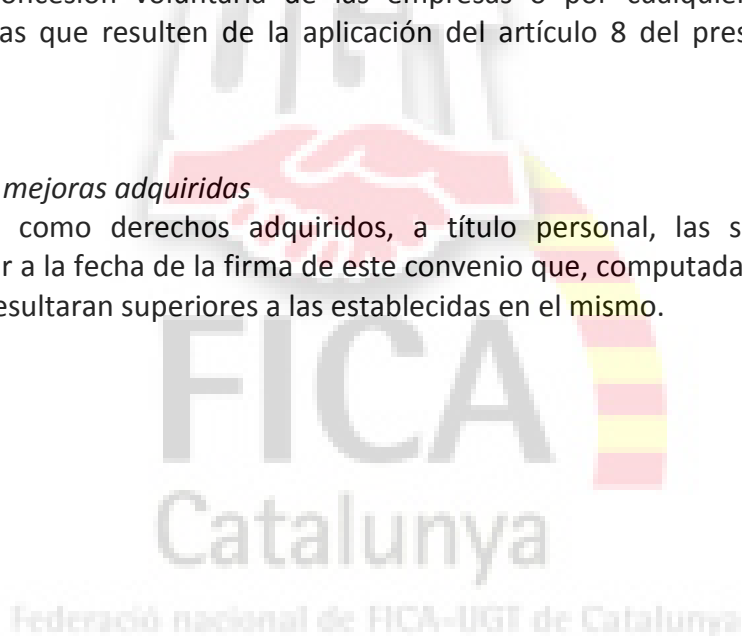 concesión voluntaria de las empresas o por cualquier
as que resulten de la aplicación del artículo 8 del pres
UGT
mejoras adquiridas
como derechos adquiridos, a título personal, las s
r a la fecha de la firma de este convenio que, computada
esultaran superiores a las establecidas en el mismo.
FICA
Catalunya
Federació nacional de FICA-UGT de Catalunya